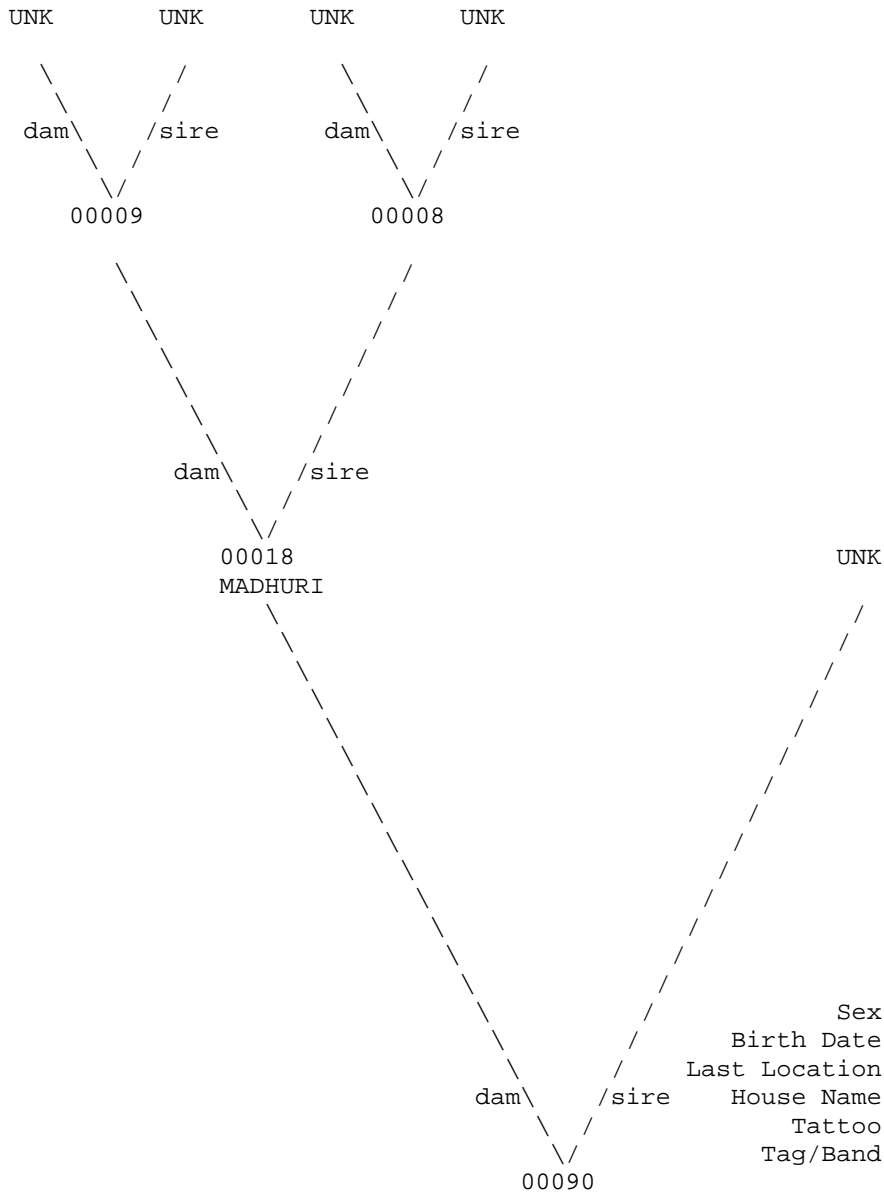 UNK UNK UNK UNK
dam sire dam sire
00009 00008
dam sire
00018 UNK
MADHURI
Sex
Birth Date
Last Location
dam sire House Name
Tattoo
Tag/Band
00090